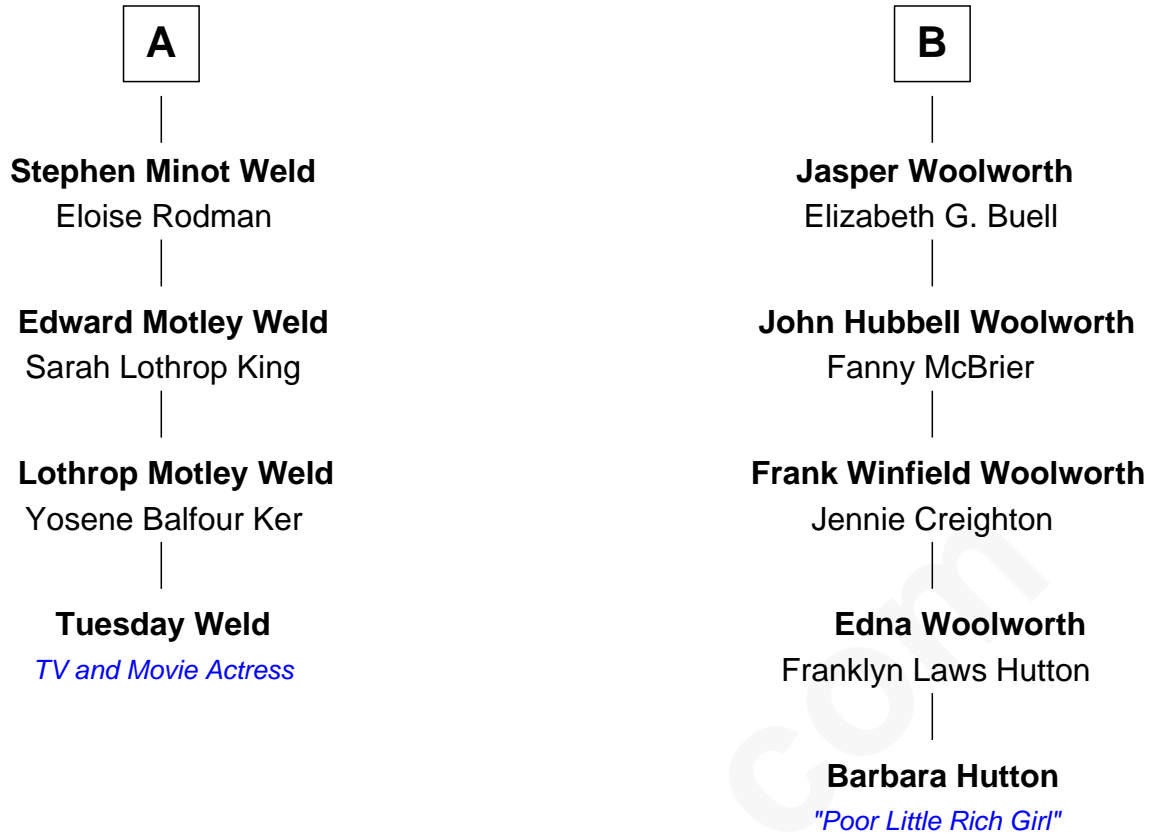 A
Stephen Minot Weld
Eloise Rodman
Edward Motley Weld
Sarah Lothrop King
Lothrop Motley Weld
Yosene Balfour Ker
Tuesday Weld
TV and Movie Actress
B
Jasper Woolworth
Elizabeth G. Buell
John Hubbell Woolworth
Fanny McBrier
Frank Winfield Woolworth
Jennie Creighton
Edna Woolworth
Franklyn Laws Hutton
Barbara Hutton
"Poor Little Rich Girl"
com